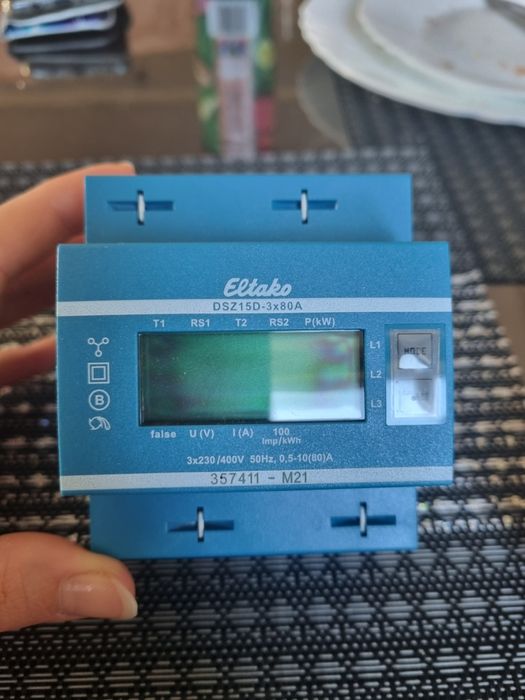 Eltako
DSZ15D-3x80A
T1 RS1 T2 RS2 P(kW)
L1
MODE
L2
L3
B
false U (V) I (A) 100
Imp/kWh
3x230/400V 50Hz, 0,5-10(80)A
357411 - M21